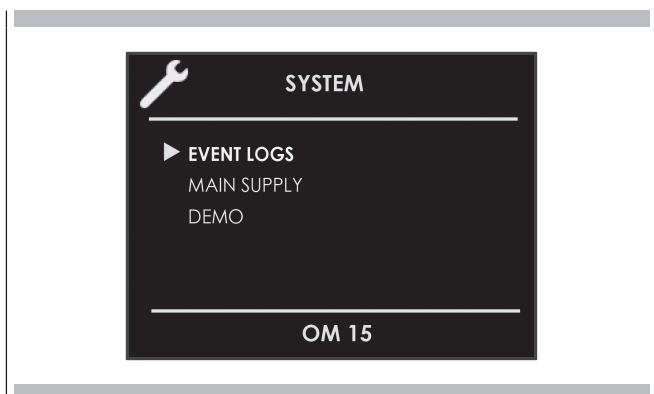 SYSTEM
EVENT LOGS
MAIN SUPPLY
DEMO
OM 15